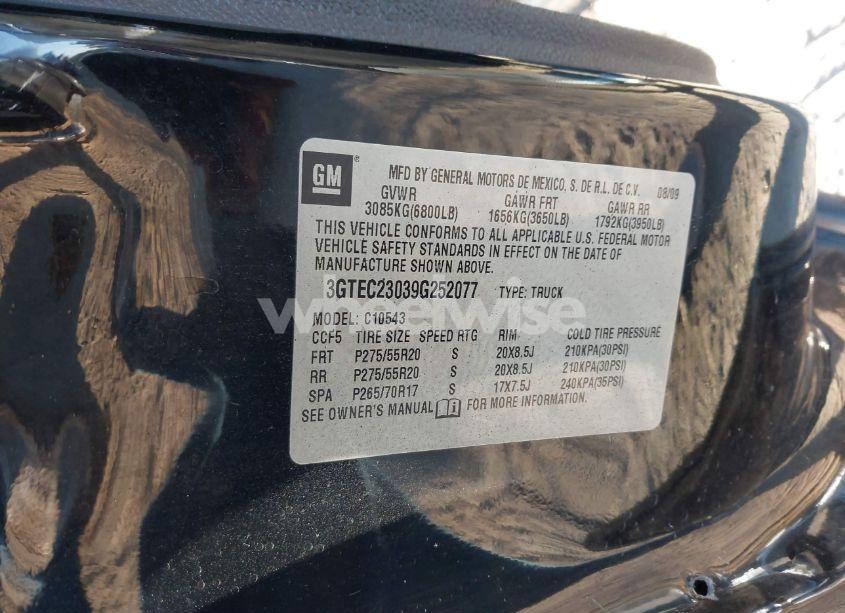 GM ®
MFD BY GENERAL MOTORS DE MEXICO, S. DE R.L. DE C.V. 08/09
GVWR GAWR FRT GAWR RR
3085KG(6800LB) 1656KG(3650LB) 1792KG(3950LB)
THIS VEHICLE CONFORMS TO ALL APPLICABLE U.S. FEDERAL MOTOR
VEHICLE SAFETY STANDARDS IN EFFECT ON THE DATE OF
MANUFACTURE SHOWN ABOVE.
3GTEC23039G252077 TYPE: TRUCK
MODEL: C10543
CCF5 TIRE SIZE SPEED RTG RIM COLD TIRE PRESSURE
FRT P275/55R20 S 20X8.5J 210KPA(30PSI)
RR P275/55R20 S 20X8.5J 210KPA(30PSI)
SPA P265/70R17 S 17X7.5J 240KPA(35PSI)
SEE OWNER'S MANUAL i FOR MORE INFORMATION.